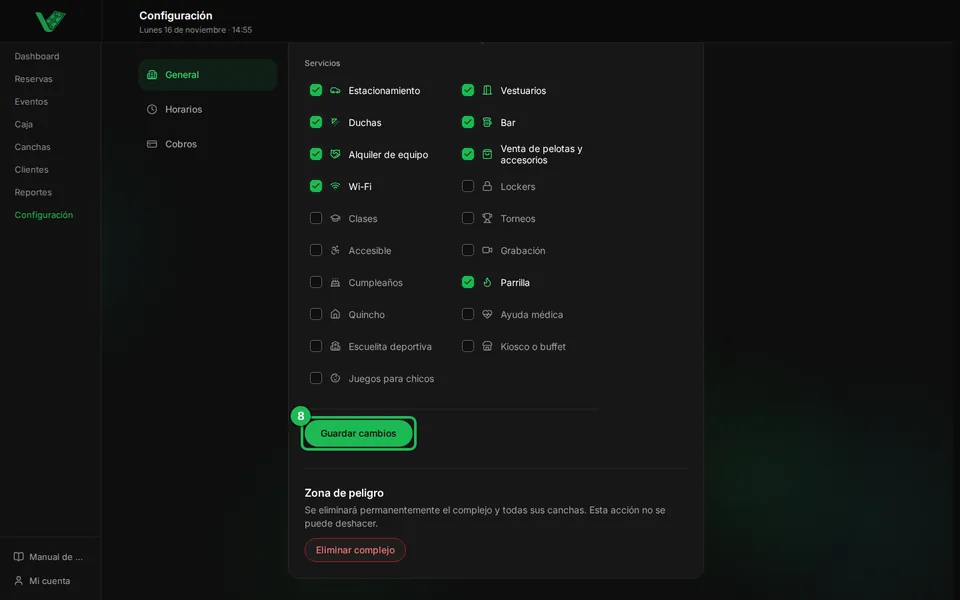 Configuración
Lunes 16 de noviembre · 14:55
Dashboard
Reservas
Eventos
Caja
Canchas
Clientes
Reportes
Configuración
Manual de ...
Mi cuenta
General
Horarios
Cobros
Servicios
Estacionamiento
Vestuarios
Duchas
Bar
Alquiler de equipo
Venta de pelotas y
accesorios
Wi-Fi
Lockers
Clases
Torneos
Accesible
Grabación
Cumpleaños
Parrilla
Quincho
Ayuda médica
Escuelita deportiva
Kiosco o buffet
Juegos para chicos
8
Guardar cambios
Zona de peligro
Se eliminará permanentemente el complejo y todas sus canchas. Esta acción no se
puede deshacer.
Eliminar complejo